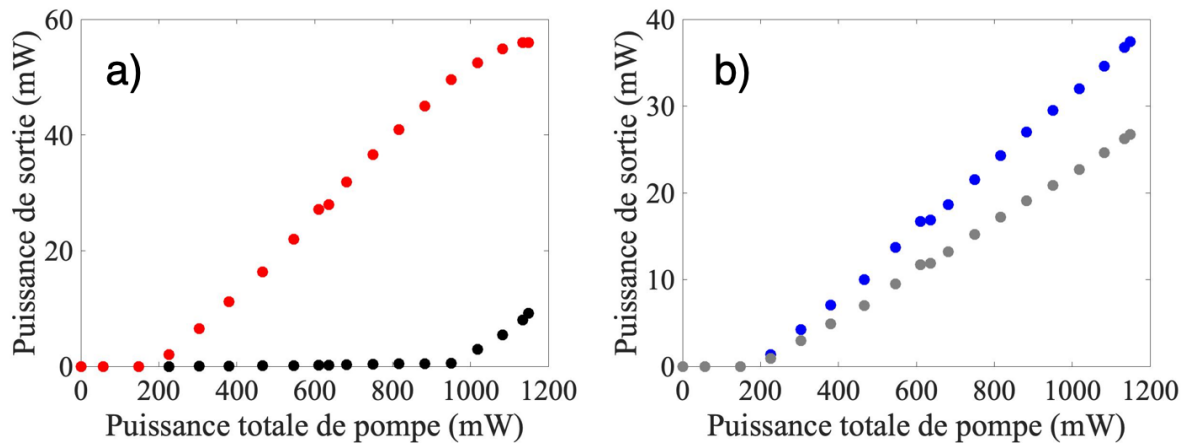 a)
Puissance de sortie (mW)
60
40
20
0
0 200 400 600 800 1000 1200
Puissance totale de pompe (mW)
b)
Puissance de sortie (mW)
40
30
20
10
0
0 200 400 600 800 1000 1200
Puissance totale de pompe (mW)